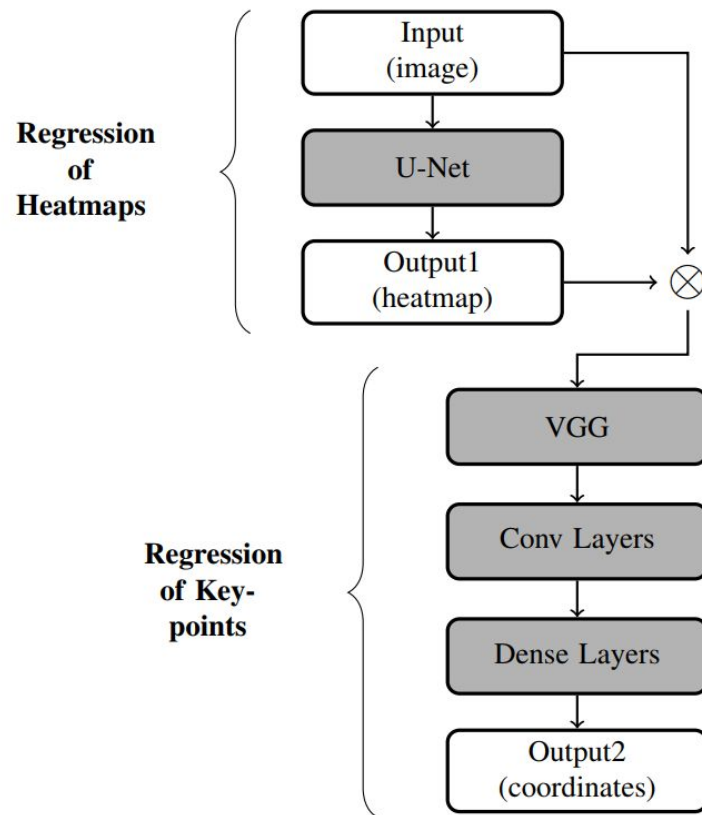 Input
(image)
Regression
of
Heatmaps
U-Net
Output1
(heatmap)
VGG
Conv Layers
Regression
of Key-
points
Dense Layers
Output2
(coordinates)